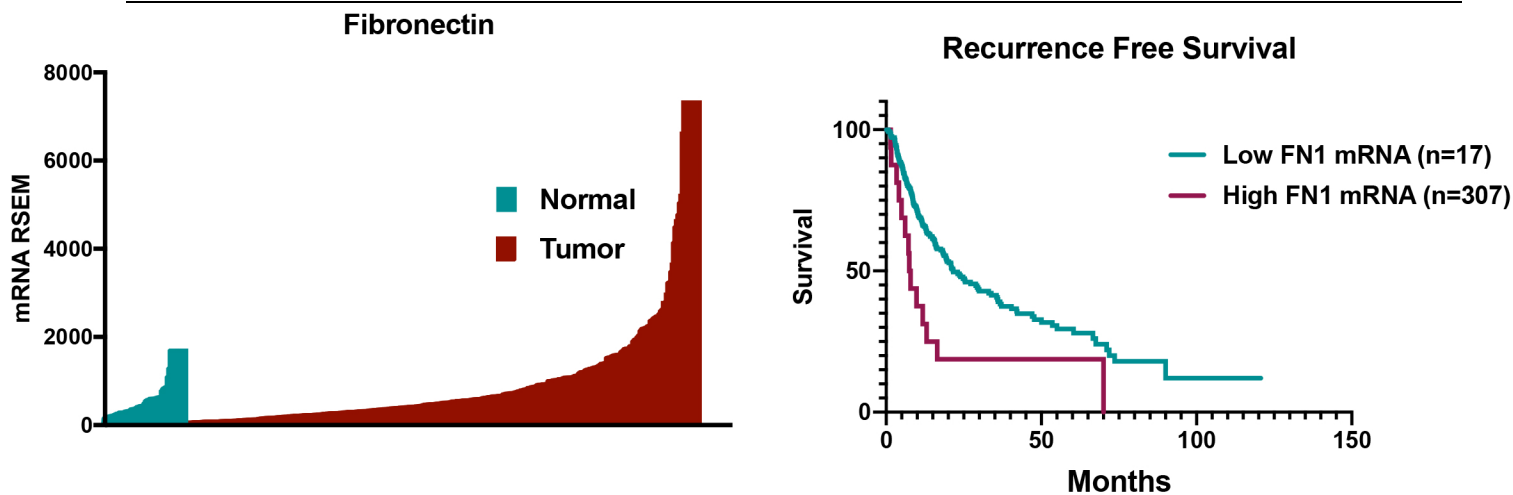 Fibronectin
8000
6000
4000
2000
0
mRNA RSEM
Normal
Tumor
Recurrence Free Survival
100
50
0
Survival
Low FN1 mRNA (n=17)
High FN1 mRNA (n=307)
0 50 100 150
Months